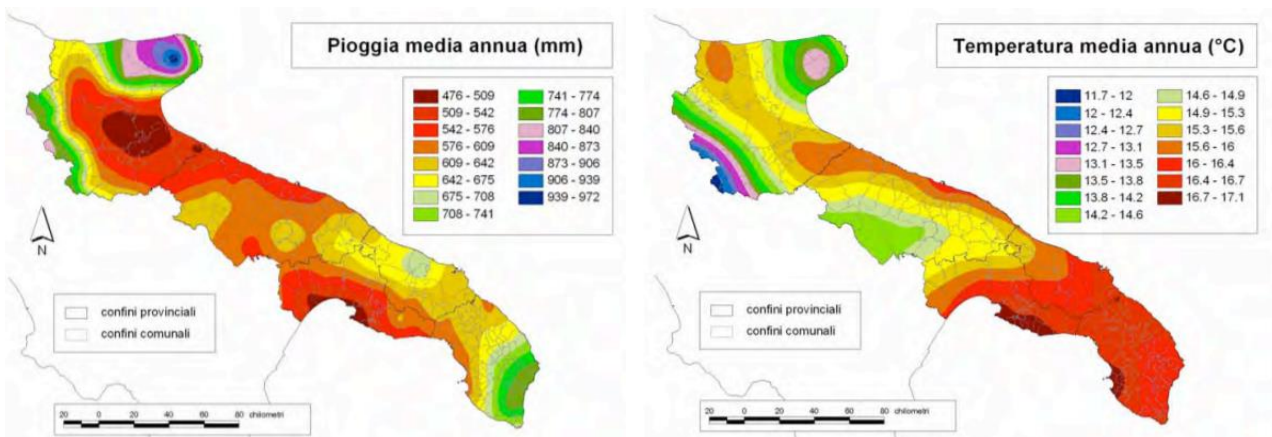 Pioggia media annua (mm)
476 - 509
509 - 542
542 - 576
576 - 609
609 - 642
642 - 675
675 - 708
708 - 741
741 - 774
774 - 807
807 - 840
840 - 873
873 - 906
906 - 939
939 - 972
N
confini provinciali
confini comunali
20 0 20 40 60 80 chilometri
Temperatura media annua (°C)
11.7 - 12
12 - 12.4
12.4 - 12.7
12.7 - 13.1
13.1 - 13.5
13.5 - 13.8
13.8 - 14.2
14.2 - 14.6
14.6 - 14.9
14.9 - 15.3
15.3 - 15.6
15.6 - 16
16 - 16.4
16.4 - 16.7
16.7 - 17.1
N
confini provinciali
confini comunali
20 0 20 40 60 80 chilometri